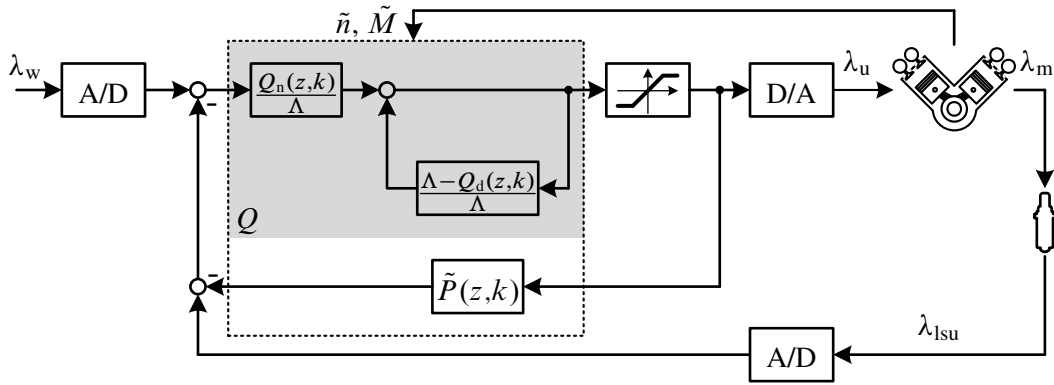 ñ, M̃
λw
A/D
-
Qn(z,k)
Λ
D/A
λu
λm
Λ−Qd(z,k)
Λ
Q
-
P̃(z,k)
λlsu
A/D